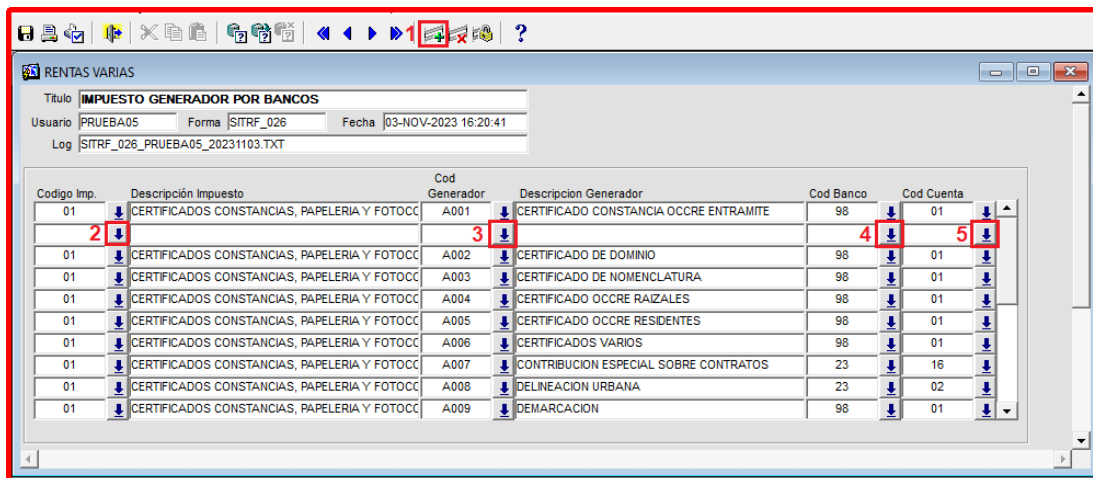 1 ?
RENTAS VARIAS
Titulo IMPUESTO GENERADOR POR BANCOS
Usuario PRUEBA05 Forma SITRF_026 Fecha 03-NOV-2023 16:20:41
Log SITRF_026_PRUEBA05_20231103.TXT
Codigo Imp. Descripción Impuesto Cod Generador Descripcion Generador Cod Banco Cod Cuenta
01 CERTIFICADOS CONSTANCIAS, PAPELERIA Y FOTOCC A001 CERTIFICADO CONSTANCIA OCCRE ENTRAMITE 98 01
2 3 4 5
01 CERTIFICADOS CONSTANCIAS, PAPELERIA Y FOTOCC A002 CERTIFICADO DE DOMINIO 98 01
01 CERTIFICADOS CONSTANCIAS, PAPELERIA Y FOTOCC A003 CERTIFICADO DE NOMENCLATURA 98 01
01 CERTIFICADOS CONSTANCIAS, PAPELERIA Y FOTOCC A004 CERTIFICADO OCCRE RAIZALES 98 01
01 CERTIFICADOS CONSTANCIAS, PAPELERIA Y FOTOCC A005 CERTIFICADO OCCRE RESIDENTES 98 01
01 CERTIFICADOS CONSTANCIAS, PAPELERIA Y FOTOCC A006 CERTIFICADOS VARIOS 98 01
01 CERTIFICADOS CONSTANCIAS, PAPELERIA Y FOTOCC A007 CONTRIBUCION ESPECIAL SOBRE CONTRATOS 23 16
01 CERTIFICADOS CONSTANCIAS, PAPELERIA Y FOTOCC A008 DELINEACION URBANA 23 02
01 CERTIFICADOS CONSTANCIAS, PAPELERIA Y FOTOCC A009 DEMARCACION 98 01